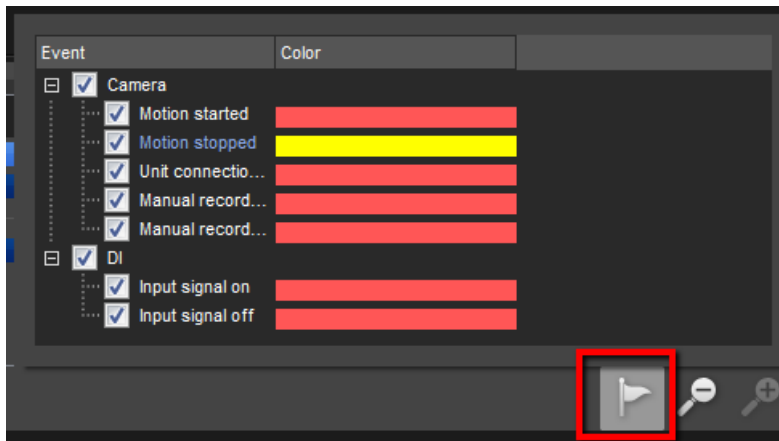 Event Color
Camera
Motion started
Motion stopped
Unit connectio...
Manual record...
Manual record...
DI
Input signal on
Input signal off